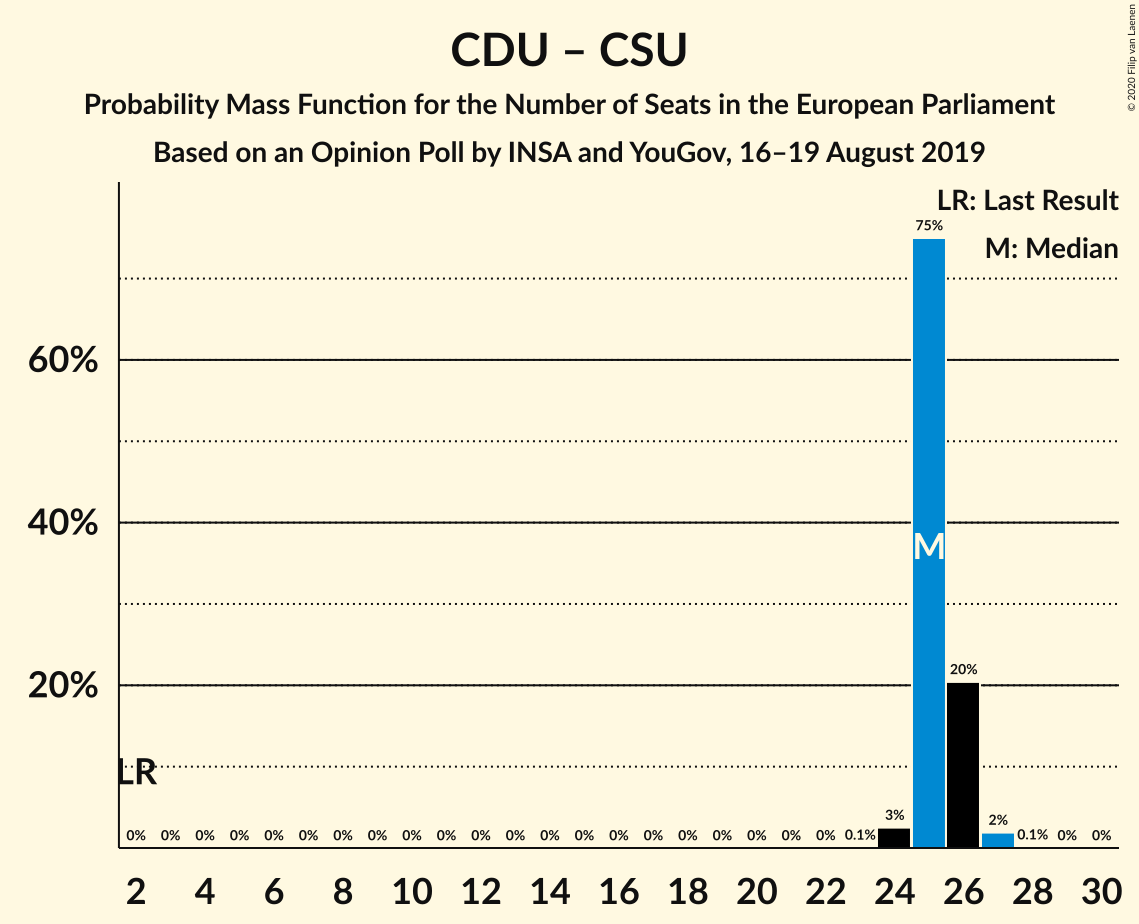 CDU – CSU
Probability Mass Function for the Number of Seats in the European Parliament
Based on an Opinion Poll by INSA and YouGov, 16–19 August 2019
© 2020 Filip van Laenen
LR: Last Result
M: Median
75%
60%
40%
M
20%
20%
LR
0% 0% 0% 0% 0% 0% 0% 0% 0% 0% 0% 0% 0% 0% 0% 0% 0% 0% 0% 0% 0% 0.1% 3% 2% 0.1% 0% 0%
2 4 6 8 10 12 14 16 18 20 22 24 26 28 30